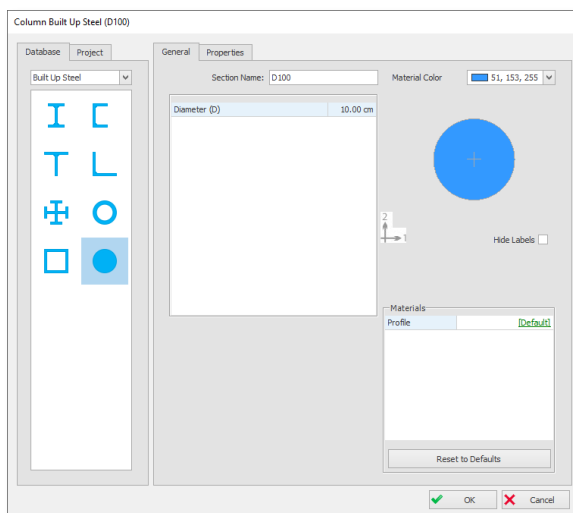 Column Built Up Steel (D100)
Database Project
Built Up Steel
General Properties
Section Name: D100
Material Color 51, 153, 255
Diameter (D) 10.00 cm
2
1
Hide Labels
Materials
Profile [Default]
Reset to Defaults
OK Cancel